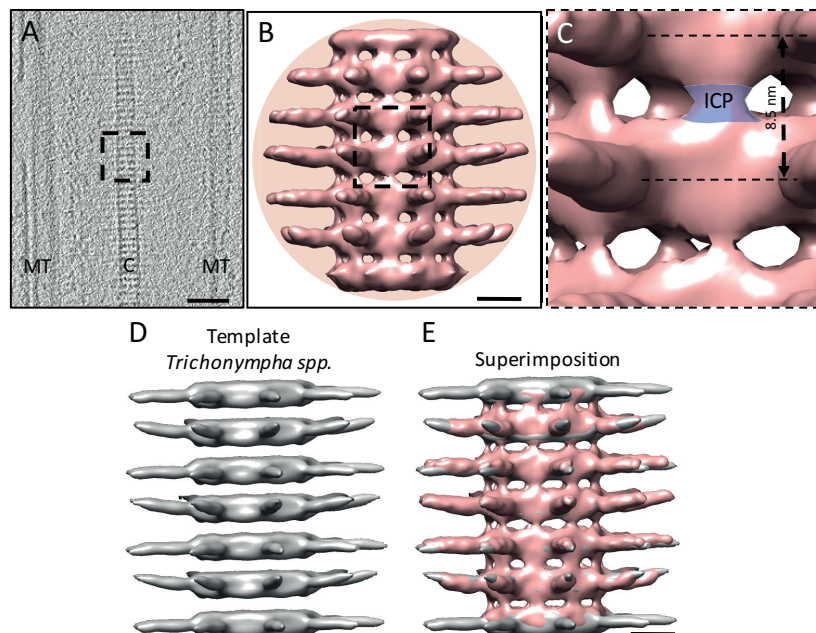 A
MT
C
MT
B
C
ICP
8.5 nm
D
Template
Trichonympha spp.
E
Superimposition